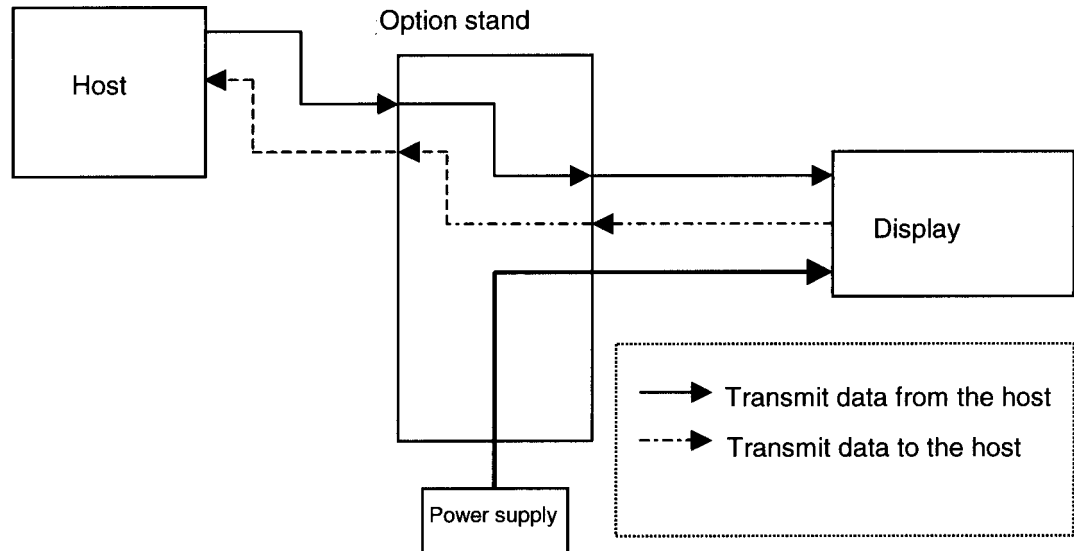 Option stand
Host
Display
Transmit data from the host
Transmit data to the host
Power supply